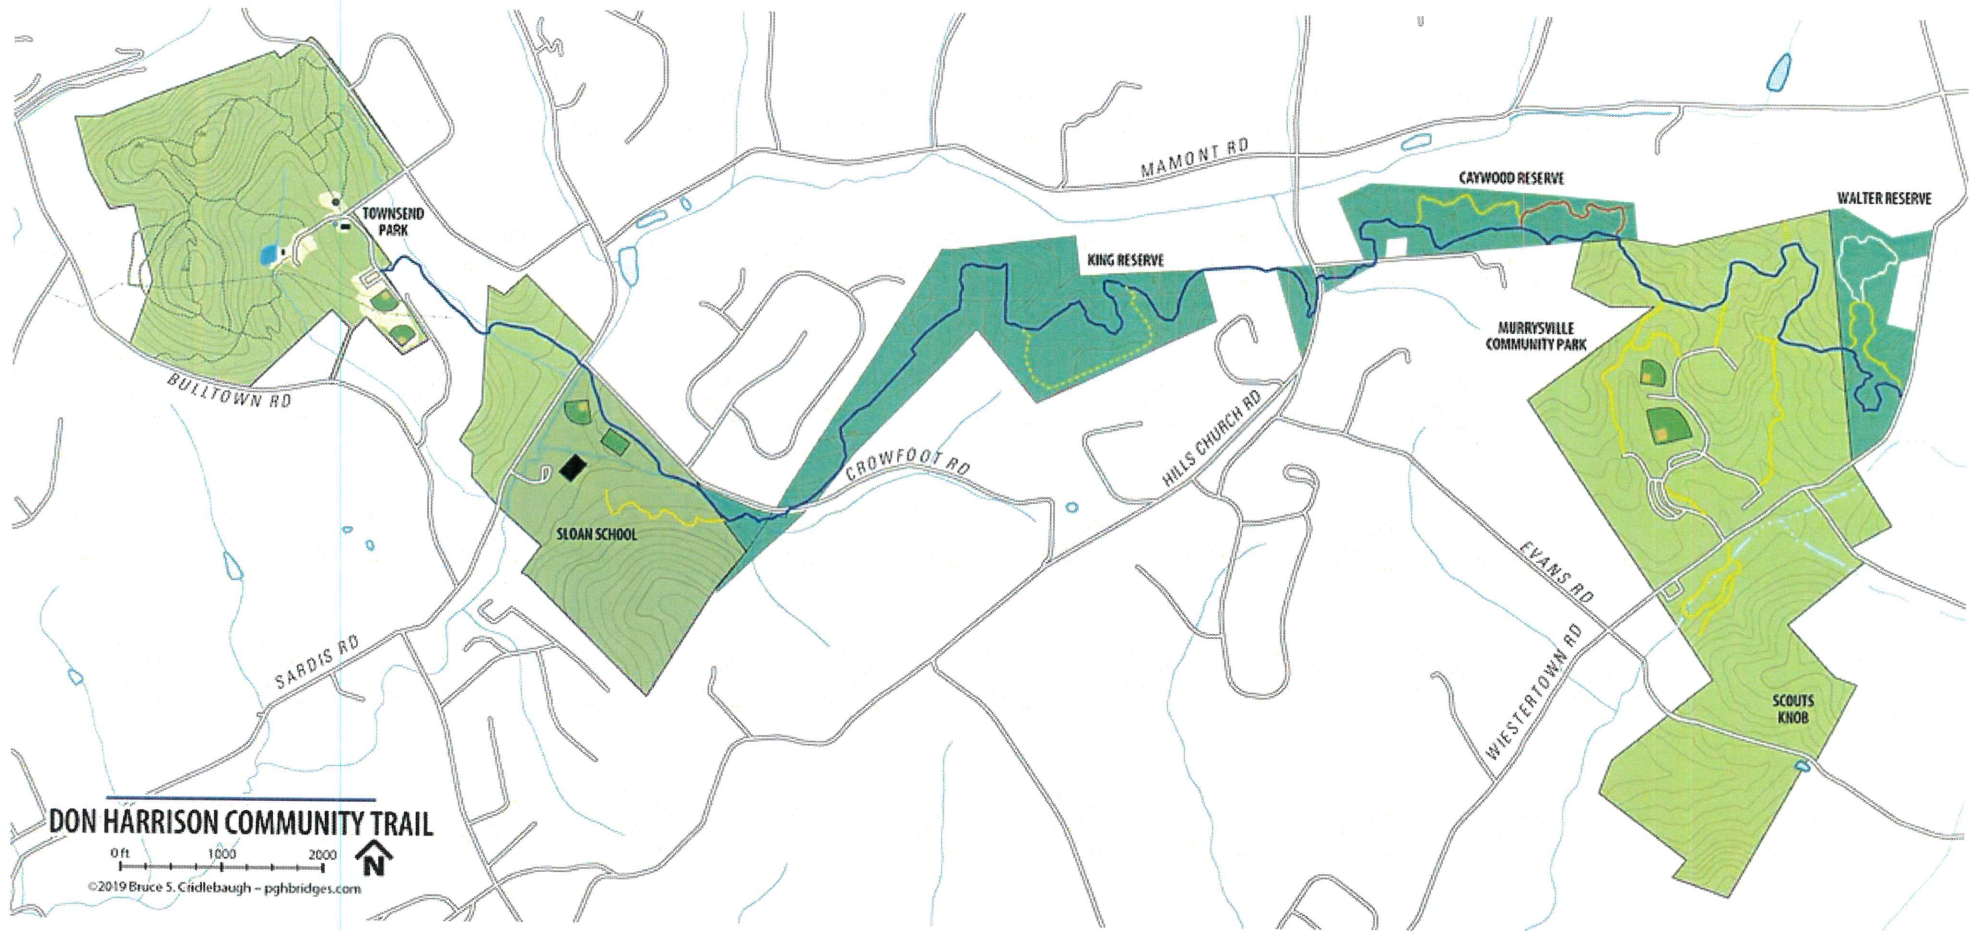 MAMONT RD
CAYWOOD RESERVE
WALTER RESERVE
TOWNSEND
PARK
KING RESERVE
MURRYSVILLE
COMMUNITY PARK
BULLTOWN RD
CROWFOOT RD
HILLS CHURCH RD
SLOAN SCHOOL
EVANS RD
SARDIS RD
WIESTERTOWN RD
SCOUTS
KNOB
DON HARRISON COMMUNITY TRAIL
0 ft 1000 2000
N
©2019 Bruce S. Cridlebaugh – pghbridges.com